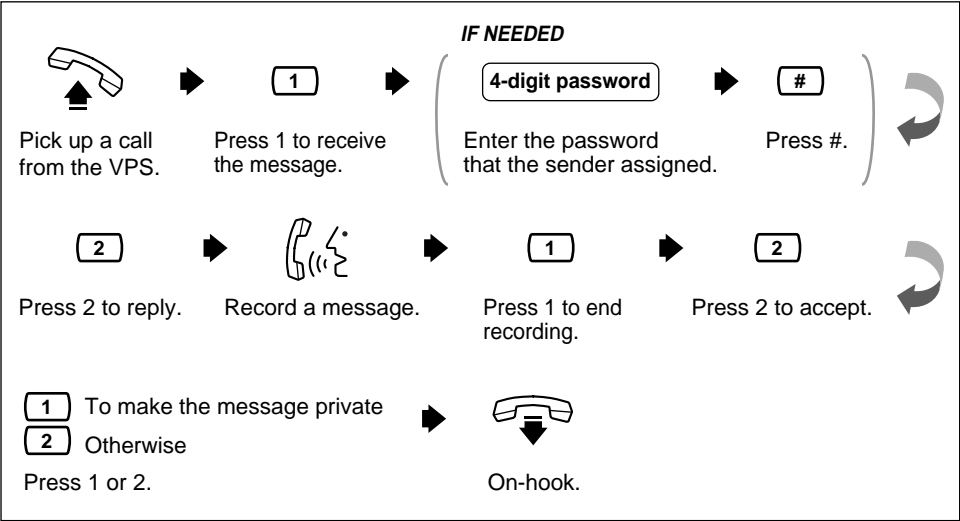 IF NEEDED
1
4-digit password
#
Pick up a call
from the VPS.
Press 1 to receive
the message.
Enter the password
that the sender assigned.
Press #.
2
1
2
Press 2 to reply.
Record a message.
Press 1 to end
recording.
Press 2 to accept.
1 To make the message private
2 Otherwise
Press 1 or 2.
On-hook.